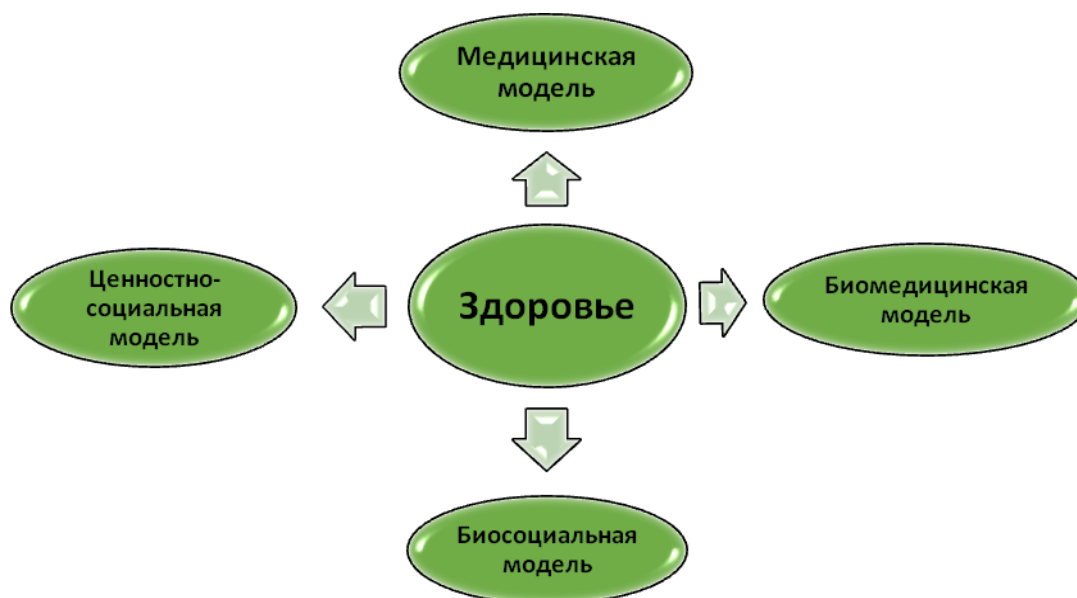 Медицинская
модель
Ценностно-
социальная
модель
Здоровье
Биомедицинская
модель
Биосоциальная
модель